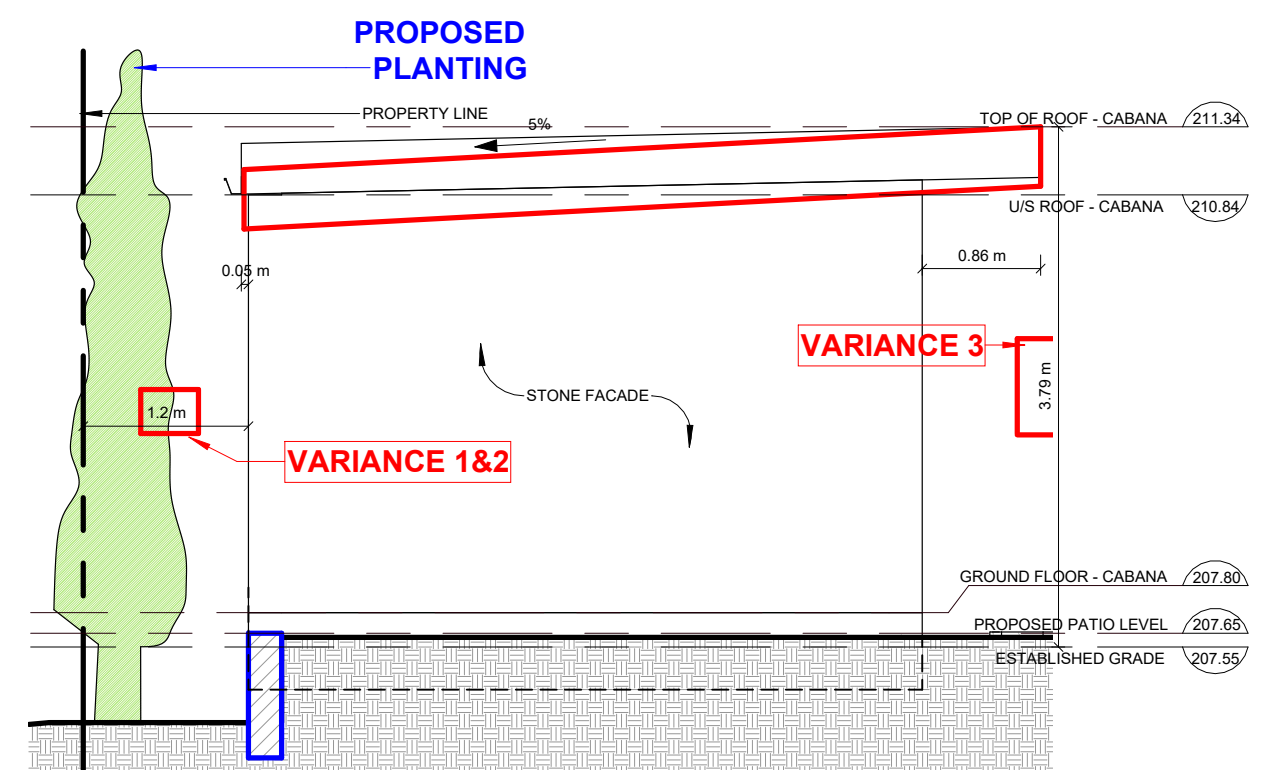 PROPOSED
PLANTING
PROPERTY LINE
5%
TOP OF ROOF - CABANA 211.34
U/S ROOF - CABANA 210.84
0.05 m
0.86 m
VARIANCE 3
3.79 m
STONE FACADE
1.2 m
VARIANCE 1&2
GROUND FLOOR - CABANA 207.80
PROPOSED PATIO LEVEL 207.65
ESTABLISHED GRADE 207.55